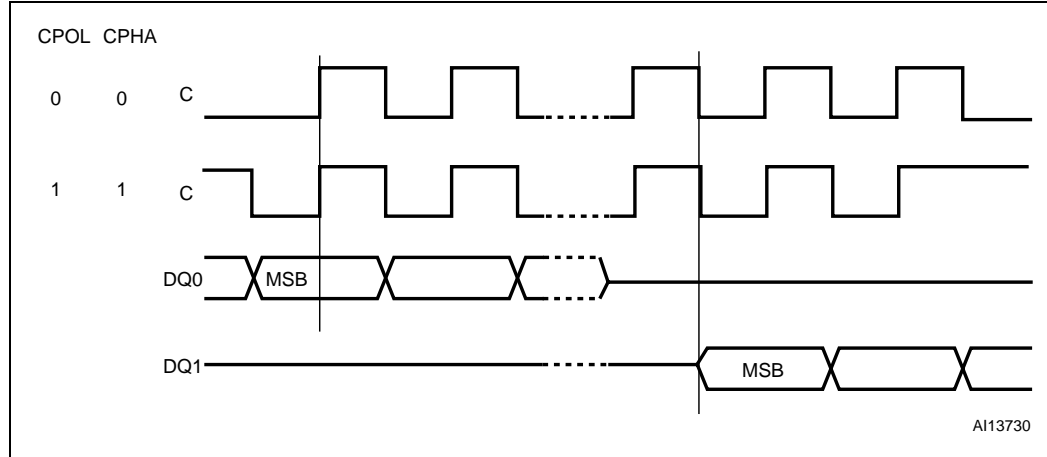 CPOL CPHA
0 0 C
1 1 C
DQ0 MSB
DQ1 MSB
AI13730